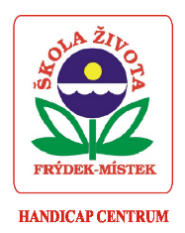 ŠKOLA ŽIVOTA
FRÝDEK-MÍSTEK
HANDICAP CENTRUM